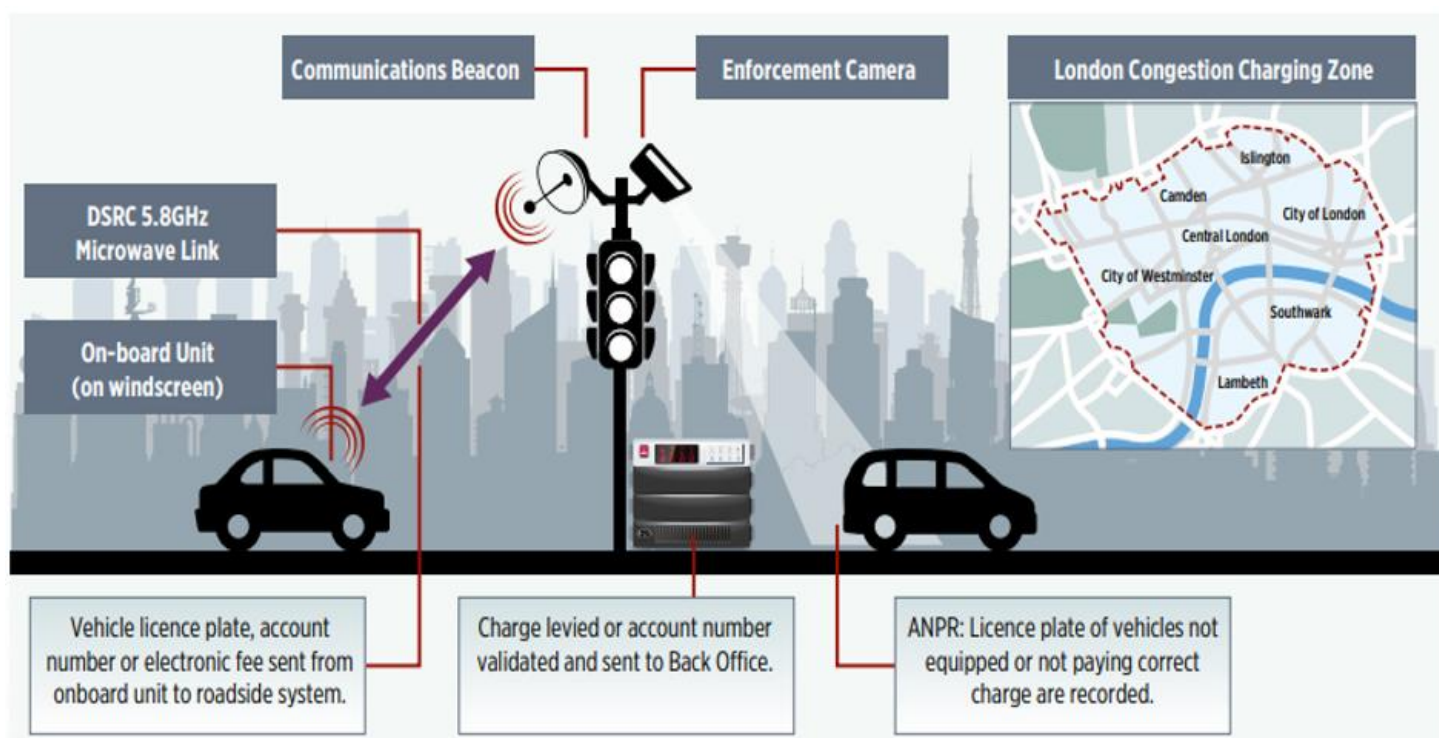 Communications Beacon
Enforcement Camera
London Congestion Charging Zone
Islington
Camden
City of London
Central London
City of Westminster
Southwark
Lambeth
DSRC 5.8GHz
Microwave Link
On-board Unit
(on windscreen)
Vehicle licence plate, account
number or electronic fee sent from
onboard unit to roadside system.
Charge levied or account number
validated and sent to Back Office.
ANPR: Licence plate of vehicles not
equipped or not paying correct
charge are recorded.